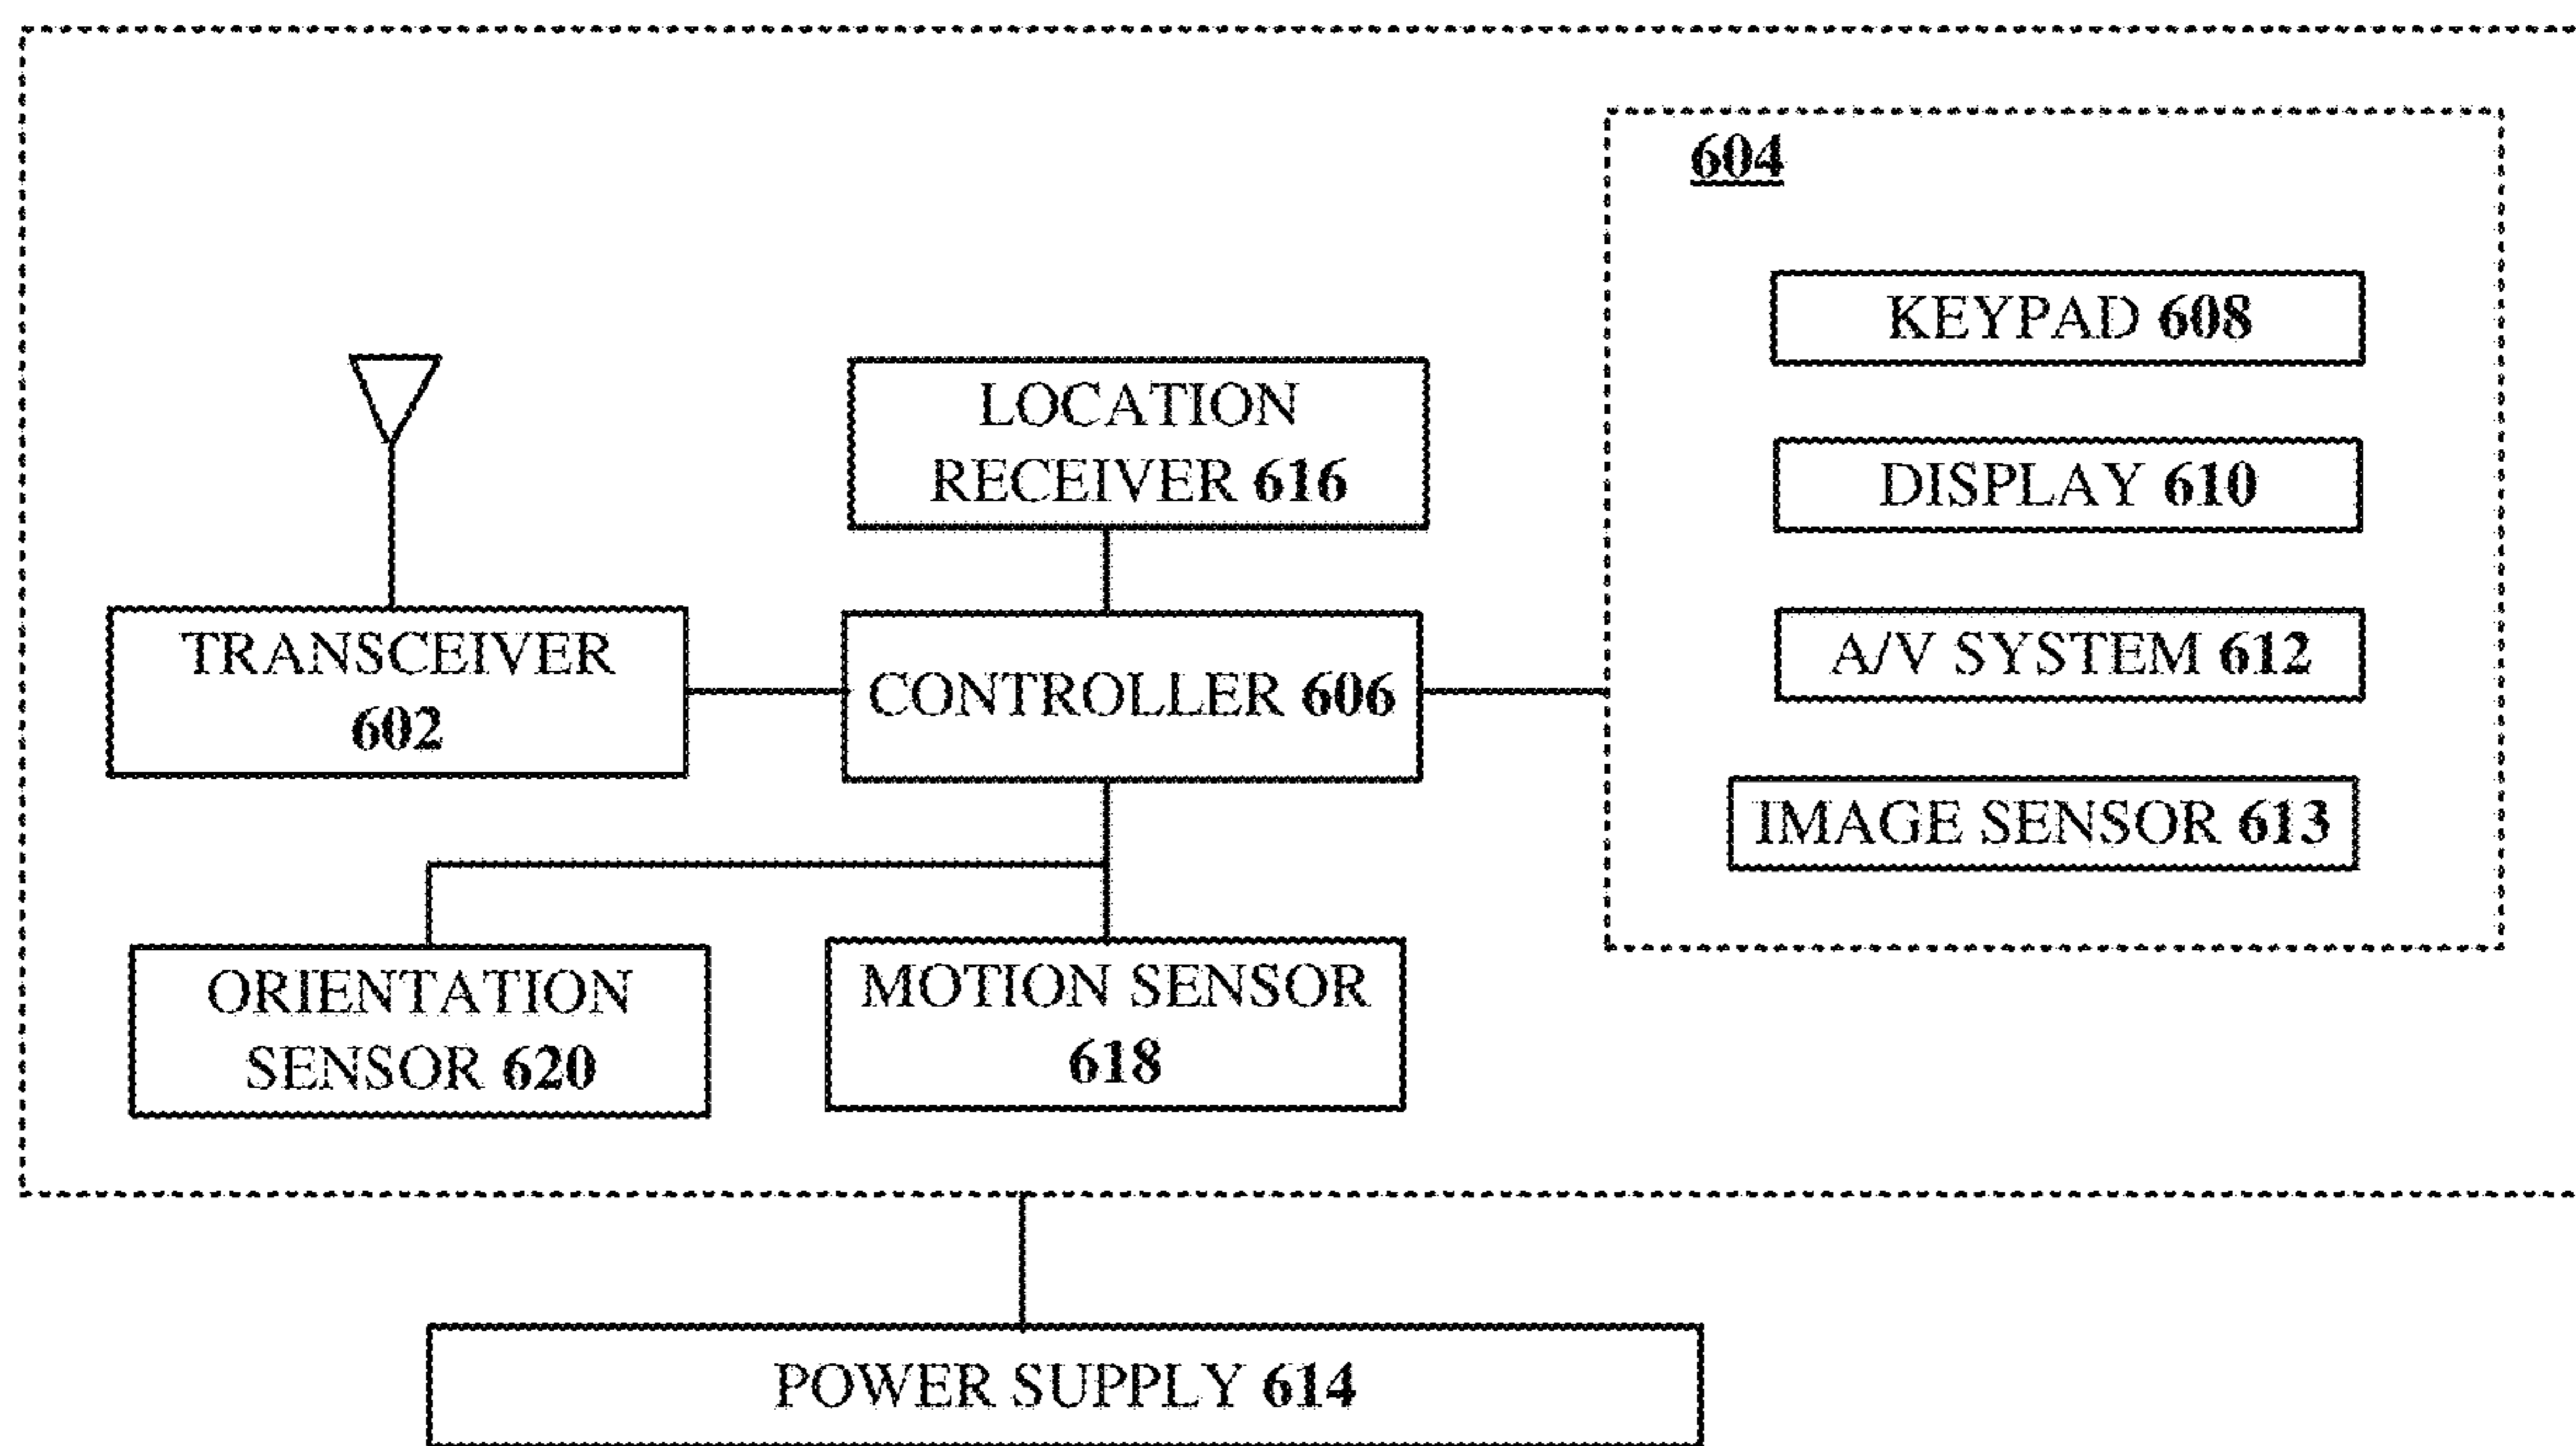 604
KEYPAD 608
DISPLAY 610
A/V SYSTEM 612
IMAGE SENSOR 613
LOCATION
RECEIVER 616
TRANSCEIVER
602
CONTROLLER 606
ORIENTATION
SENSOR 620
MOTION SENSOR
618
POWER SUPPLY 614